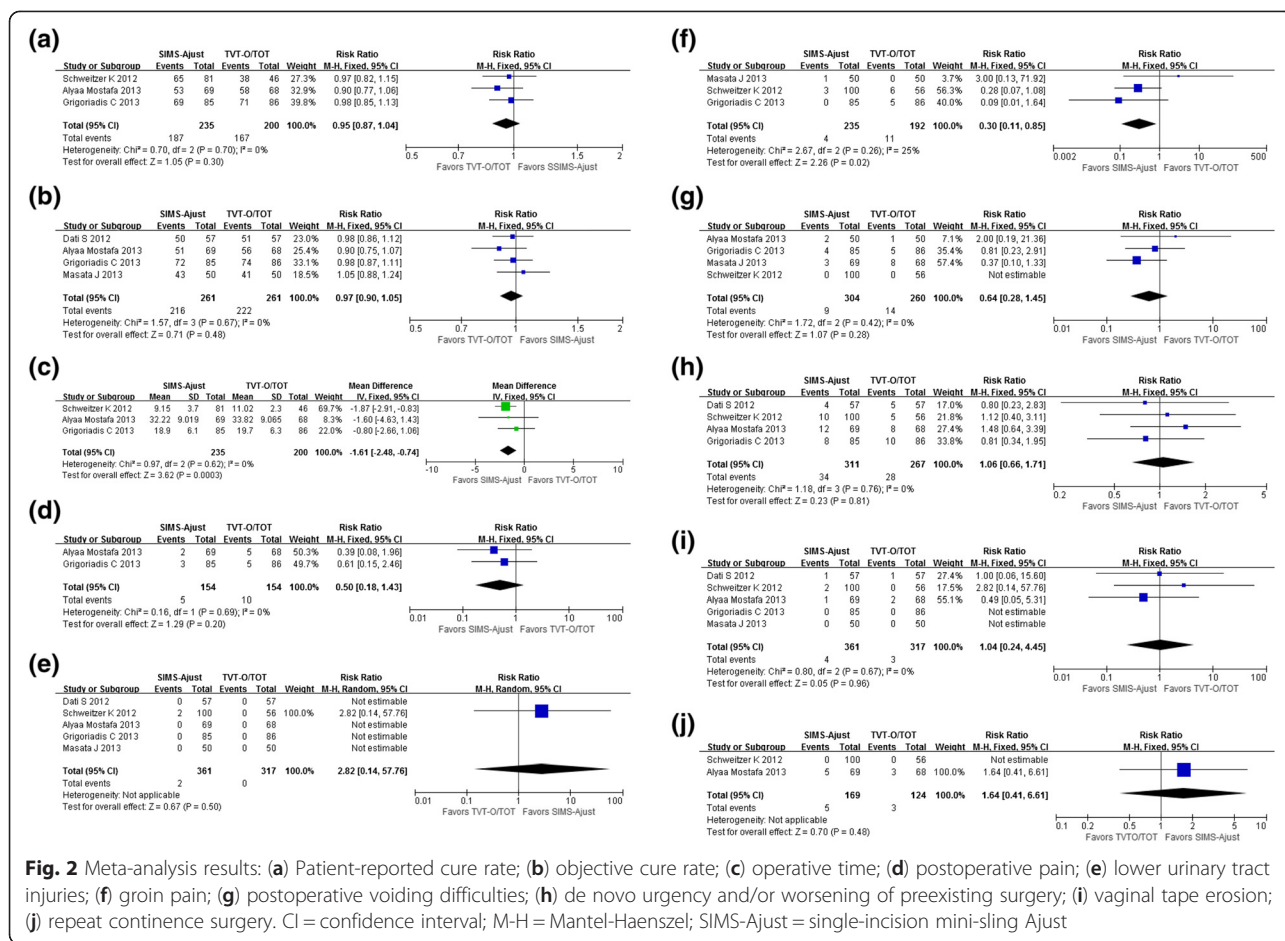 (a)
SIMS-Ajust TVT-O/TOT Risk Ratio Risk Ratio
Study or Subgroup Events Total Events Total Weight M-H, Fixed, 95% CI M-H, Fixed, 95% CI
Schweitzer K 2012 65 81 38 46 27.3% 0.97 [0.82, 1.15]
Alyaa Mostafa 2013 53 69 58 68 32.9% 0.90 [0.77, 1.06]
Grigoriadis C 2013 69 85 71 86 39.8% 0.98 [0.85, 1.13]
Total (95% CI) 235 200 100.0% 0.95 [0.87, 1.04]
Total events 187 167
Heterogeneity: Chi² = 0.70, df = 2 (P = 0.70); I² = 0%
Test for overall effect: Z = 1.05 (P = 0.30)
0.5 0.7 1 1.5 2
Favors TVT-O/TOT Favors SSIMS-Ajust
(b)
SIMS-Ajust TVT-O/TOT Risk Ratio Risk Ratio
Study or Subgroup Events Total Events Total Weight M-H, Fixed, 95% CI M-H, Fixed, 95% CI
Dati S 2012 50 57 51 57 23.0% 0.98 [0.86, 1.12]
Alyaa Mostafa 2013 51 69 56 68 25.4% 0.90 [0.75, 1.07]
Grigoriadis C 2013 72 85 74 86 33.1% 0.98 [0.87, 1.11]
Masata J 2013 43 50 41 50 18.5% 1.05 [0.88, 1.24]
Total (95% CI) 261 261 100.0% 0.97 [0.90, 1.05]
Total events 216 222
Heterogeneity: Chi² = 1.57, df = 3 (P = 0.67); I² = 0%
Test for overall effect: Z = 0.71 (P = 0.48)
0.5 0.7 1 1.5 2
Favors TVT-O/TOT Favors SIMS-Ajust
(c)
SIMS-Ajust TVT-O/TOT Mean Difference Mean Difference
Study or Subgroup Mean SD Total Mean SD Total Weight IV, Fixed, 95% CI IV, Fixed, 95% CI
Schweitzer K 2012 9.15 3.7 81 11.02 2.3 46 69.7% -1.87 [-2.91, -0.83]
Alyaa Mostafa 2013 32.22 9.019 69 33.82 9.065 68 8.3% -1.60 [-4.63, 1.43]
Grigoriadis C 2013 18.9 6.1 85 19.7 6.3 86 22.0% -0.80 [-2.66, 1.06]
Total (95% CI) 235 200 100.0% -1.61 [-2.48, -0.74]
Heterogeneity: Chi² = 0.97, df = 2 (P = 0.62); I² = 0%
Test for overall effect: Z = 3.62 (P = 0.0003)
-10 -5 0 5 10
Favors SIMS-Ajust Favors TVT-O/TOT
(d)
SIMS-Ajust TVT-O/TOT Risk Ratio Risk Ratio
Study or Subgroup Events Total Events Total Weight M-H, Fixed, 95% CI M-H, Fixed, 95% CI
Alyaa Mostafa 2013 2 69 5 68 50.3% 0.39 [0.08, 1.96]
Grigoriadis C 2013 3 85 5 86 49.7% 0.61 [0.15, 2.46]
Total (95% CI) 154 154 100.0% 0.50 [0.18, 1.43]
Total events 5 10
Heterogeneity: Chi² = 0.16, df = 1 (P = 0.69); I² = 0%
Test for overall effect: Z = 1.29 (P = 0.20)
0.01 0.1 1 10 100
Favors SIMS-Ajust Favors TVT-O/TOT
(e)
SIMS-Ajust TVT-O/TOT Risk Ratio Risk Ratio
Study or Subgroup Events Total Events Total Weight M-H, Random, 95% CI M-H, Random, 95% CI
Dati S 2012 0 57 0 57 Not estimable
Schweitzer K 2012 2 100 0 56 100.0% 2.82 [0.14, 57.76]
Alyaa Mostafa 2013 0 69 0 68 Not estimable
Grigoriadis C 2013 0 85 0 86 Not estimable
Masata J 2013 0 50 0 50 Not estimable
Total (95% CI) 361 317 100.0% 2.82 [0.14, 57.76]
Total events 2 0
Heterogeneity: Not applicable
Test for overall effect: Z = 0.67 (P = 0.50)
0.01 0.1 1 10 100
Favors TVT-O/TOT Favors SIMS-Ajust
(f)
SIMS-Ajust TVT-O/TOT Risk Ratio Risk Ratio
Study or Subgroup Events Total Events Total Weight M-H, Fixed, 95% CI M-H, Fixed, 95% CI
Masata J 2013 1 50 0 50 3.7% 3.00 [0.13, 71.92]
Schweitzer K 2012 3 100 6 56 56.3% 0.28 [0.07, 1.08]
Grigoriadis C 2013 0 85 5 86 40.0% 0.09 [0.01, 1.64]
Total (95% CI) 235 192 100.0% 0.30 [0.11, 0.85]
Total events 4 11
Heterogeneity: Chi² = 2.67, df = 2 (P = 0.26); I² = 25%
Test for overall effect: Z = 2.26 (P = 0.02)
0.002 0.1 1 10 500
Favors SIMS-Ajust Favors TVT-O/TOT
(g)
SIMS-Ajust TVT-O/TOT Risk Ratio Risk Ratio
Study or Subgroup Events Total Events Total Weight M-H, Fixed, 95% CI M-H, Fixed, 95% CI
Alyaa Mostafa 2013 2 50 1 50 7.1% 2.00 [0.19, 21.36]
Grigoriadis C 2013 4 85 5 86 35.4% 0.81 [0.23, 2.91]
Masata J 2013 3 69 8 68 57.4% 0.37 [0.10, 1.33]
Schweitzer K 2012 0 100 0 56 Not estimable
Total (95% CI) 304 260 100.0% 0.64 [0.28, 1.45]
Total events 9 14
Heterogeneity: Chi² = 1.72, df = 2 (P = 0.42); I² = 0%
Test for overall effect: Z = 1.07 (P = 0.28)
0.01 0.1 1 10 100
Favors SIMS-Ajust Favors TVT-O/TOT
(h)
SIMS-Ajust TVT-O/TOT Risk Ratio Risk Ratio
Study or Subgroup Events Total Events Total Weight M-H, Fixed, 95% CI M-H, Fixed, 95% CI
Dati S 2012 4 57 5 57 17.0% 0.80 [0.23, 2.83]
Schweitzer K 2012 10 100 5 56 21.8% 1.12 [0.40, 3.11]
Alyaa Mostafa 2013 12 69 8 68 27.4% 1.48 [0.64, 3.39]
Grigoriadis C 2013 8 85 10 86 33.8% 0.81 [0.34, 1.95]
Total (95% CI) 311 267 100.0% 1.06 [0.66, 1.71]
Total events 34 28
Heterogeneity: Chi² = 1.18, df = 3 (P = 0.76); I² = 0%
Test for overall effect: Z = 0.23 (P = 0.81)
0.2 0.5 1 2 5
Favors SIMS-Ajust Favors TVT-O/TOT
(i)
SIMS-Ajust TVT-O/TOT Risk Ratio Risk Ratio
Study or Subgroup Events Total Events Total Weight M-H, Fixed, 95% CI M-H, Fixed, 95% CI
Dati S 2012 1 57 1 57 27.4% 1.00 [0.06, 15.60]
Schweitzer K 2012 2 100 0 56 17.5% 2.82 [0.14, 57.76]
Alyaa Mostafa 2013 1 69 2 68 55.1% 0.49 [0.05, 5.31]
Grigoriadis C 2013 0 85 0 86 Not estimable
Masata J 2013 0 50 0 50 Not estimable
Total (95% CI) 361 317 100.0% 1.04 [0.24, 4.45]
Total events 4 3
Heterogeneity: Chi² = 0.80, df = 2 (P = 0.67); I² = 0%
Test for overall effect: Z = 0.05 (P = 0.96)
0.01 0.1 1 10 100
Favors SIMS-Ajust Favors TVT-O/TOT
(j)
SIMS-Ajust TVT-O/TOT Risk Ratio Risk Ratio
Study or Subgroup Events Total Events Total Weight M-H, Fixed, 95% CI M-H, Fixed, 95% CI
Schweitzer K 2012 0 100 0 56 Not estimable
Alyaa Mostafa 2013 5 69 3 68 100.0% 1.64 [0.41, 6.61]
Total (95% CI) 169 124 100.0% 1.64 [0.41, 6.61]
Total events 5 3
Heterogeneity: Not applicable
Test for overall effect: Z = 0.70 (P = 0.48)
0.1 0.2 0.5 1 2 5 10
Favors TVTO/TOT Favors SIMS-Ajust
Fig. 2 Meta-analysis results: (a) Patient-reported cure rate; (b) objective cure rate; (c) operative time; (d) postoperative pain; (e) lower urinary tract
injuries; (f) groin pain; (g) postoperative voiding difficulties; (h) de novo urgency and/or worsening of preexisting surgery; (i) vaginal tape erosion;
(j) repeat continence surgery. CI = confidence interval; M-H = Mantel-Haenszel; SIMS-Ajust = single-incision mini-sling Ajust